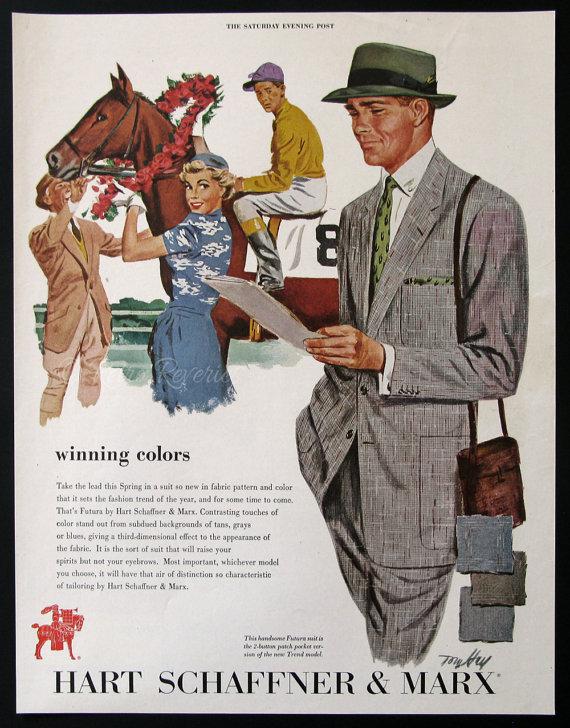 THE SATURDAY EVENING POST
8
Reverie
winning colors
Take the lead this Spring in a suit so new in fabric pattern and color
that it sets the fashion trend of the year, and for some time to come.
That's Futura by Hart Schaffner & Marx. Contrasting touches of
color stand out from subdued backgrounds of tans, grays
or blues, giving a third-dimensional effect to the appearance of
the fabric. It is the sort of suit that will raise your
spirits but not your eyebrows. Most important, whichever model
you choose, it will have that air of distinction so characteristic
of tailoring by Hart Schaffner & Marx.
This handsome Futura suit is
the 2-button patch pocket ver-
sion of the new Trend model.
HART SCHAFFNER & MARX®